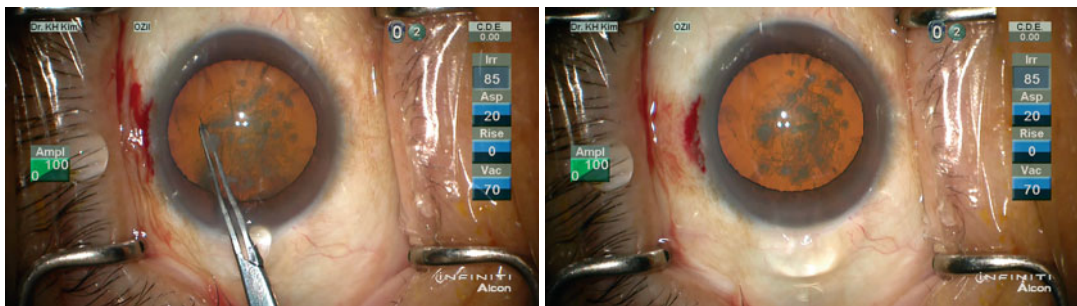 Dr. KH Kim
OZil
0 2
C.D.E.
0.00
Irr
85
Asp
20
Rise
0
Vac
70
Ampl
100
0
INFINITI
Alcon
Dr. KH Kim
OZil
0 2
C.D.E.
0.00
Irr
85
Asp
20
Rise
0
Vac
70
Ampl
100
0
INFINITI
Alcon